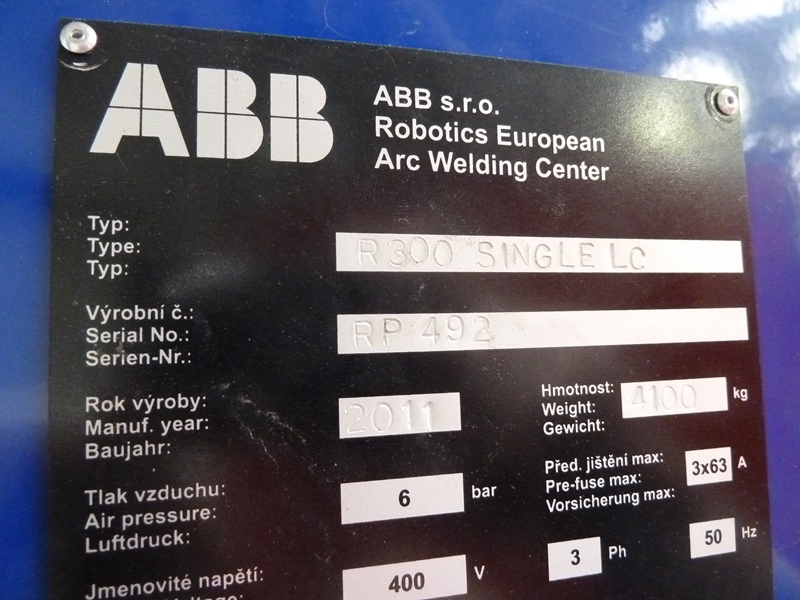 ABB
ABB s.r.o.
Robotics European
Arc Welding Center
Typ:
Type:
Typ:
R300 SINGLE LC
Výrobní č.:
Serial No.:
Serien-Nr.:
RP 492
Rok výroby:
Manuf. year:
Baujahr:
2011
Hmotnost:
Weight:
Gewicht:
4100 kg
Tlak vzduchu:
Air pressure:
Luftdruck:
6 bar
Před. jištění max:
Pre-fuse max:
Vorsicherung max:
3x63 A
Jmenovité napětí:
400 V
3 Ph
50 Hz